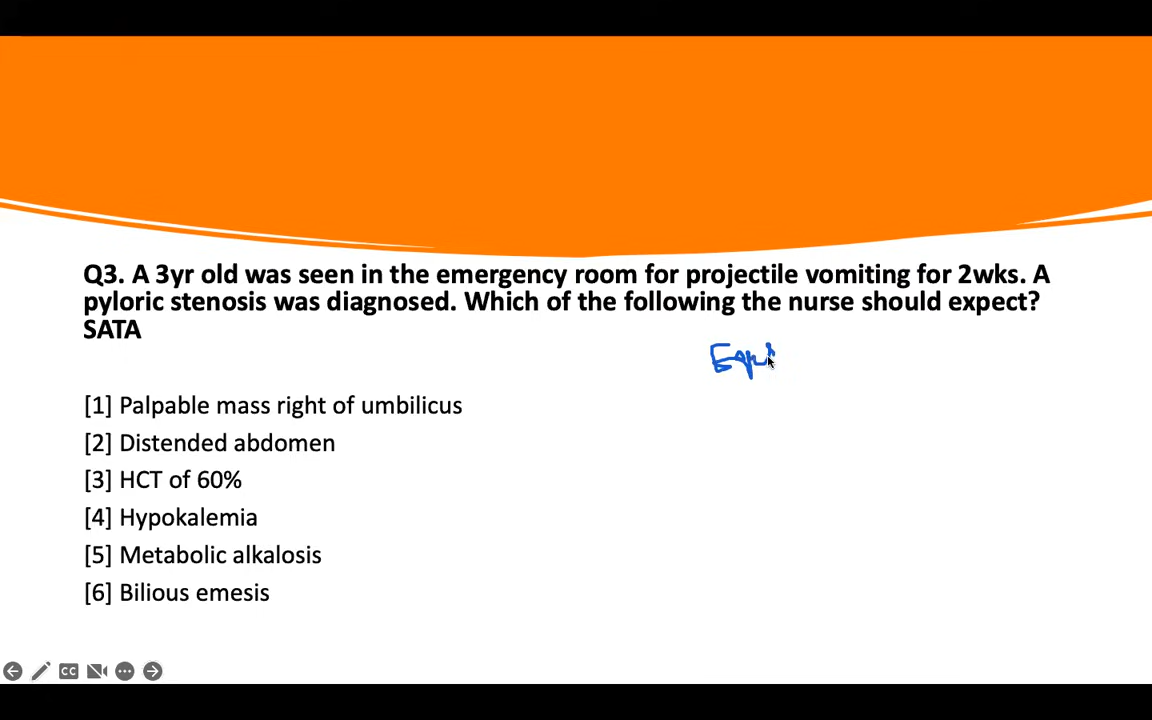 Q3. A 3yr old was seen in the emergency room for projectile vomiting for 2wks. A
pyloric stenosis was diagnosed. Which of the following the nurse should expect?
SATA
[1] Palpable mass right of umbilicus
[2] Distended abdomen
[3] HCT of 60%
[4] Hypokalemia
[5] Metabolic alkalosis
[6] Bilious emesis
CC